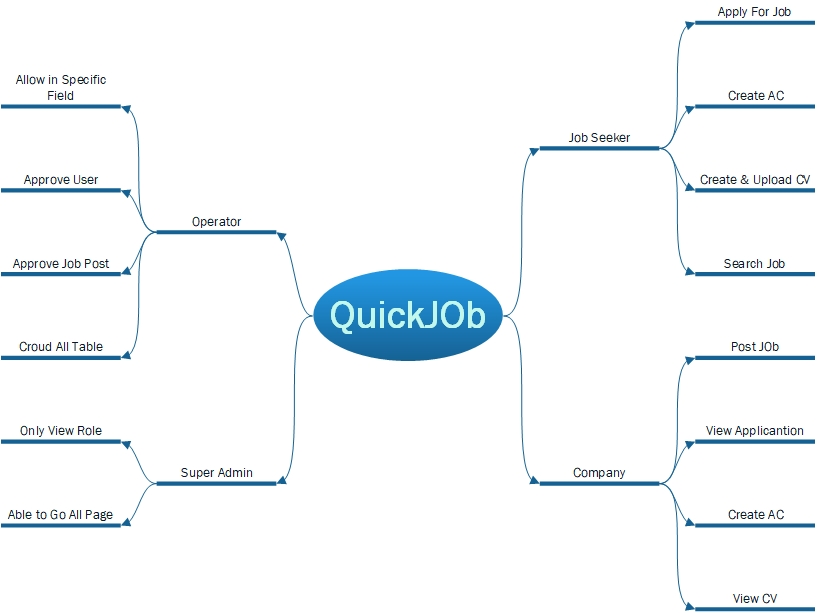 QuickJOb
Operator
Allow in Specific
Field
Approve User
Approve Job Post
Croud All Table
Super Admin
Only View Role
Able to Go All Page
Job Seeker
Apply For Job
Create AC
Create & Upload CV
Search Job
Company
Post JOb
View Applicantion
Create AC
View CV